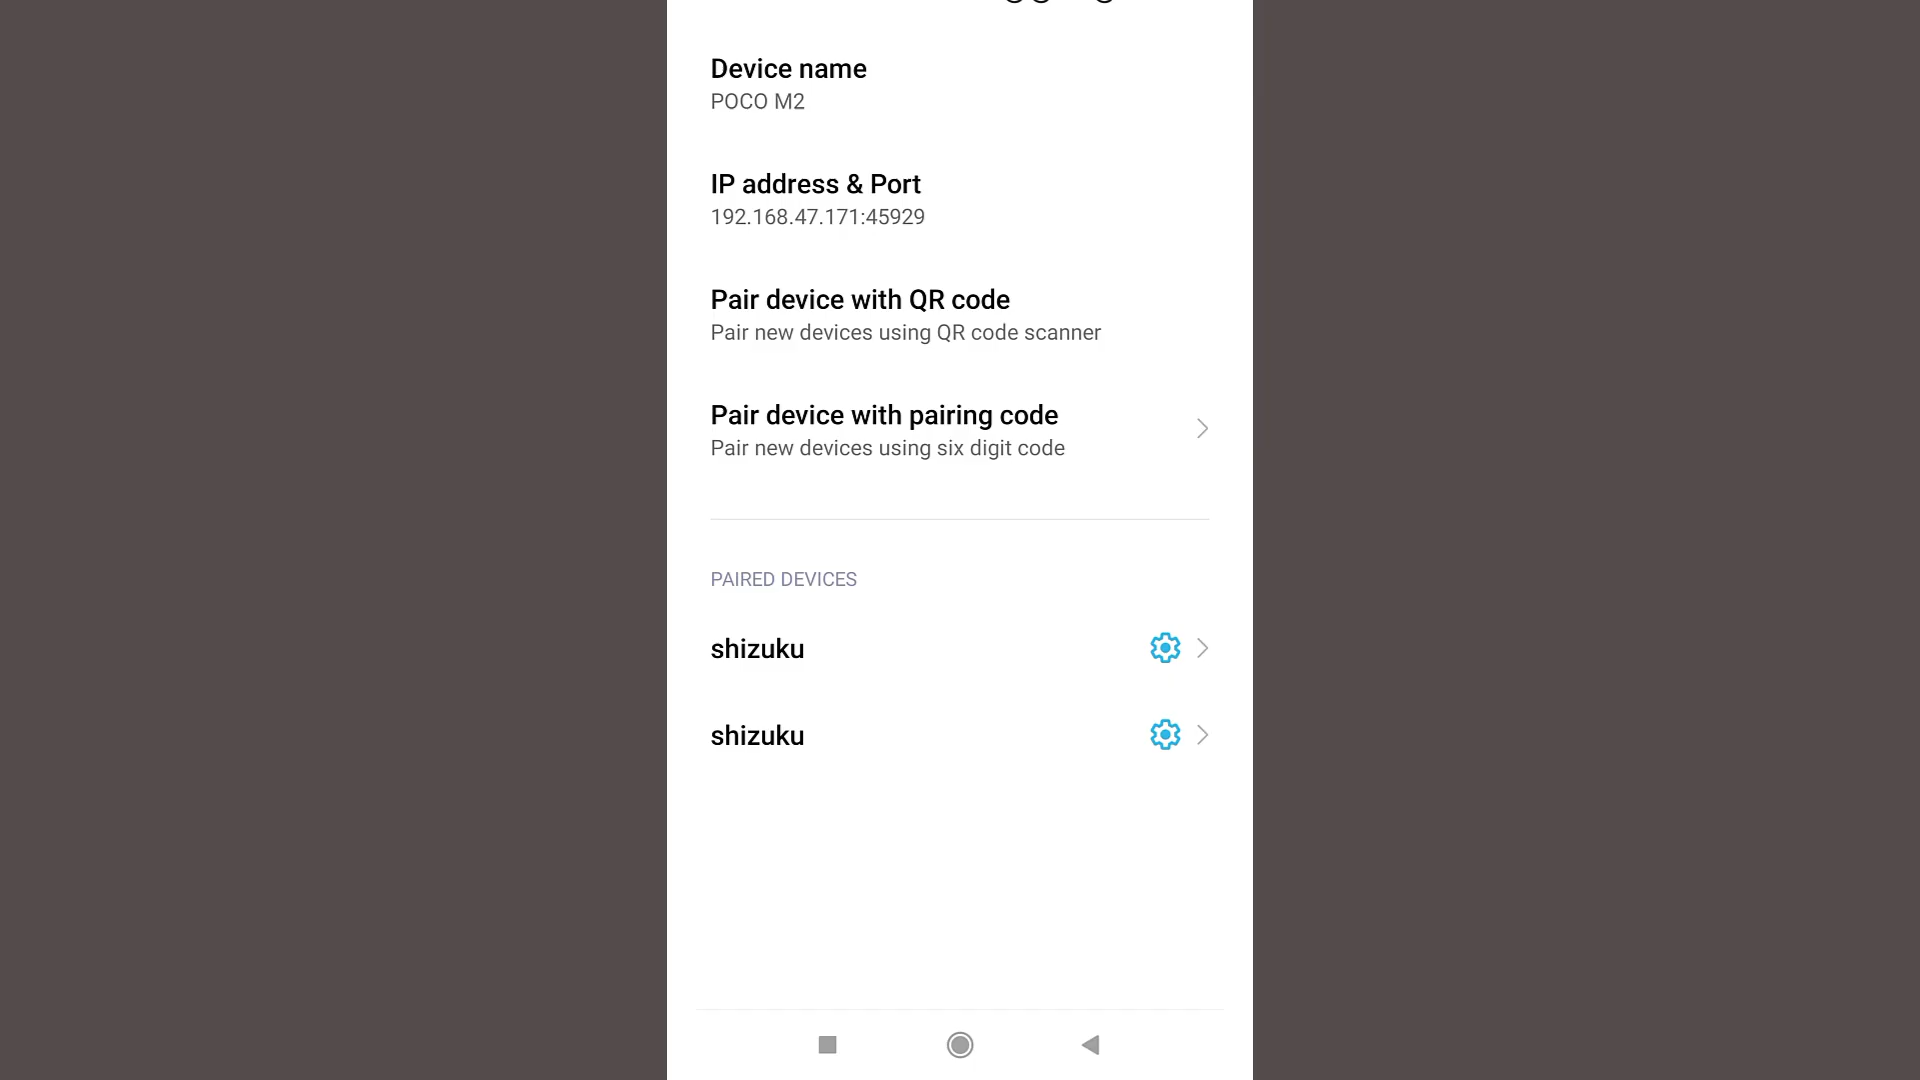 Device name
POCO M2
IP address & Port
192.168.47.171:45929
Pair device with QR code
Pair new devices using QR code scanner
Pair device with pairing code
Pair new devices using six digit code
PAIRED DEVICES
shizuku
shizuku